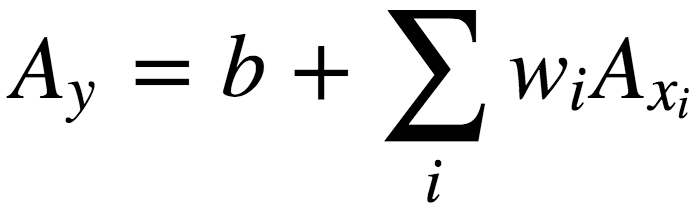 A_y = b + \sum_i w_i A_{x_i}